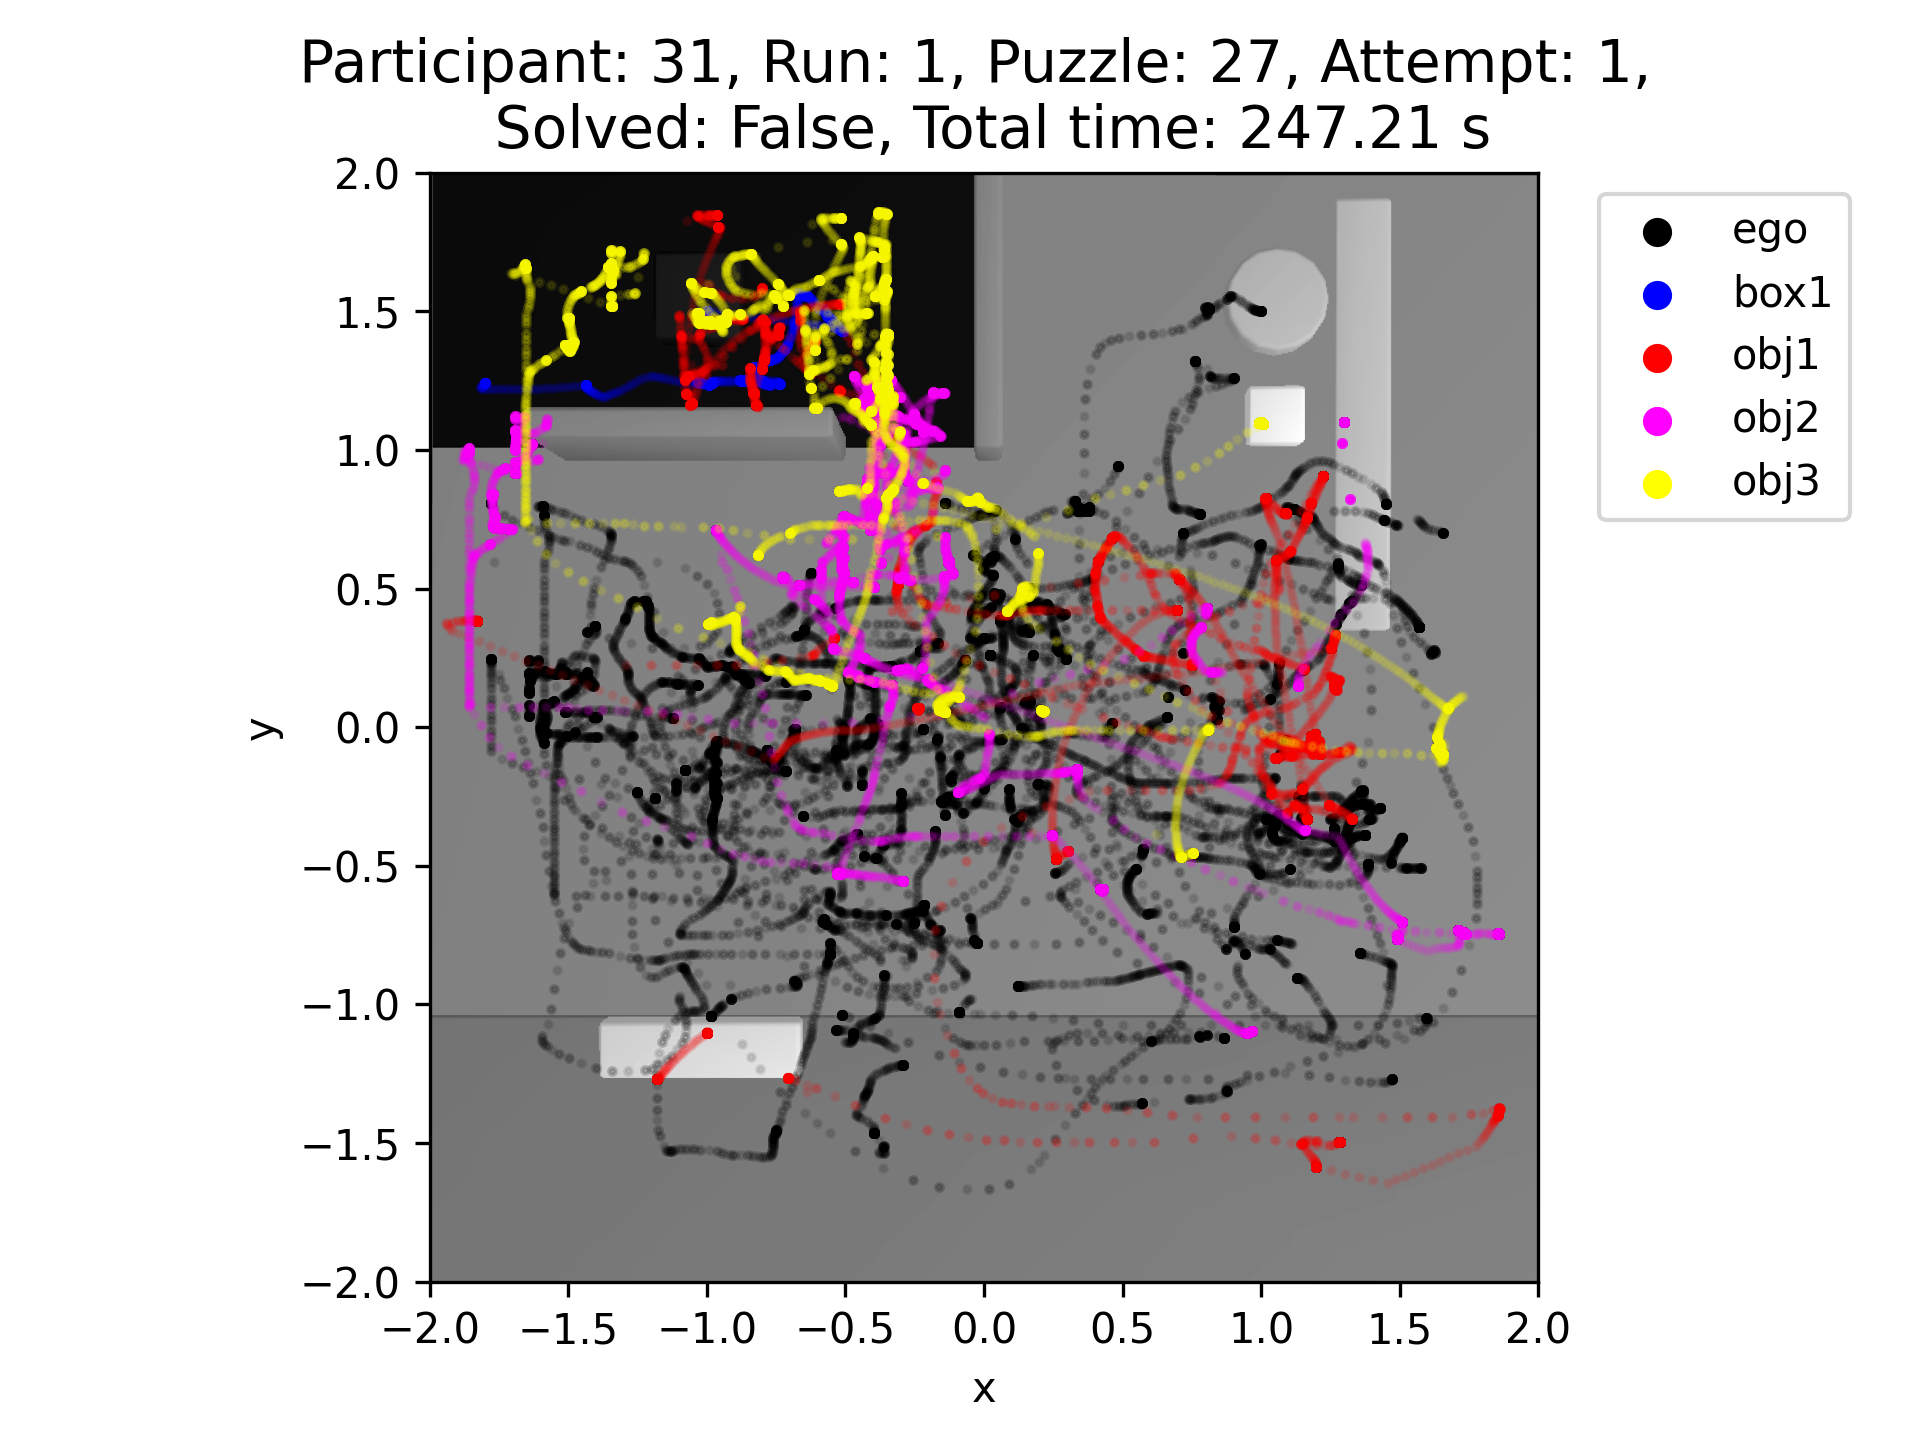 Participant: 31, Run: 1, Puzzle: 27, Attempt: 1,
Solved: False, Total time: 247.21 s
ego
box1
obj1
obj2
obj3
2.0
1.5
1.0
0.5
0.0
−0.5
−1.0
−1.5
−2.0
y
−2.0 −1.5 −1.0 −0.5 0.0 0.5 1.0 1.5 2.0
x